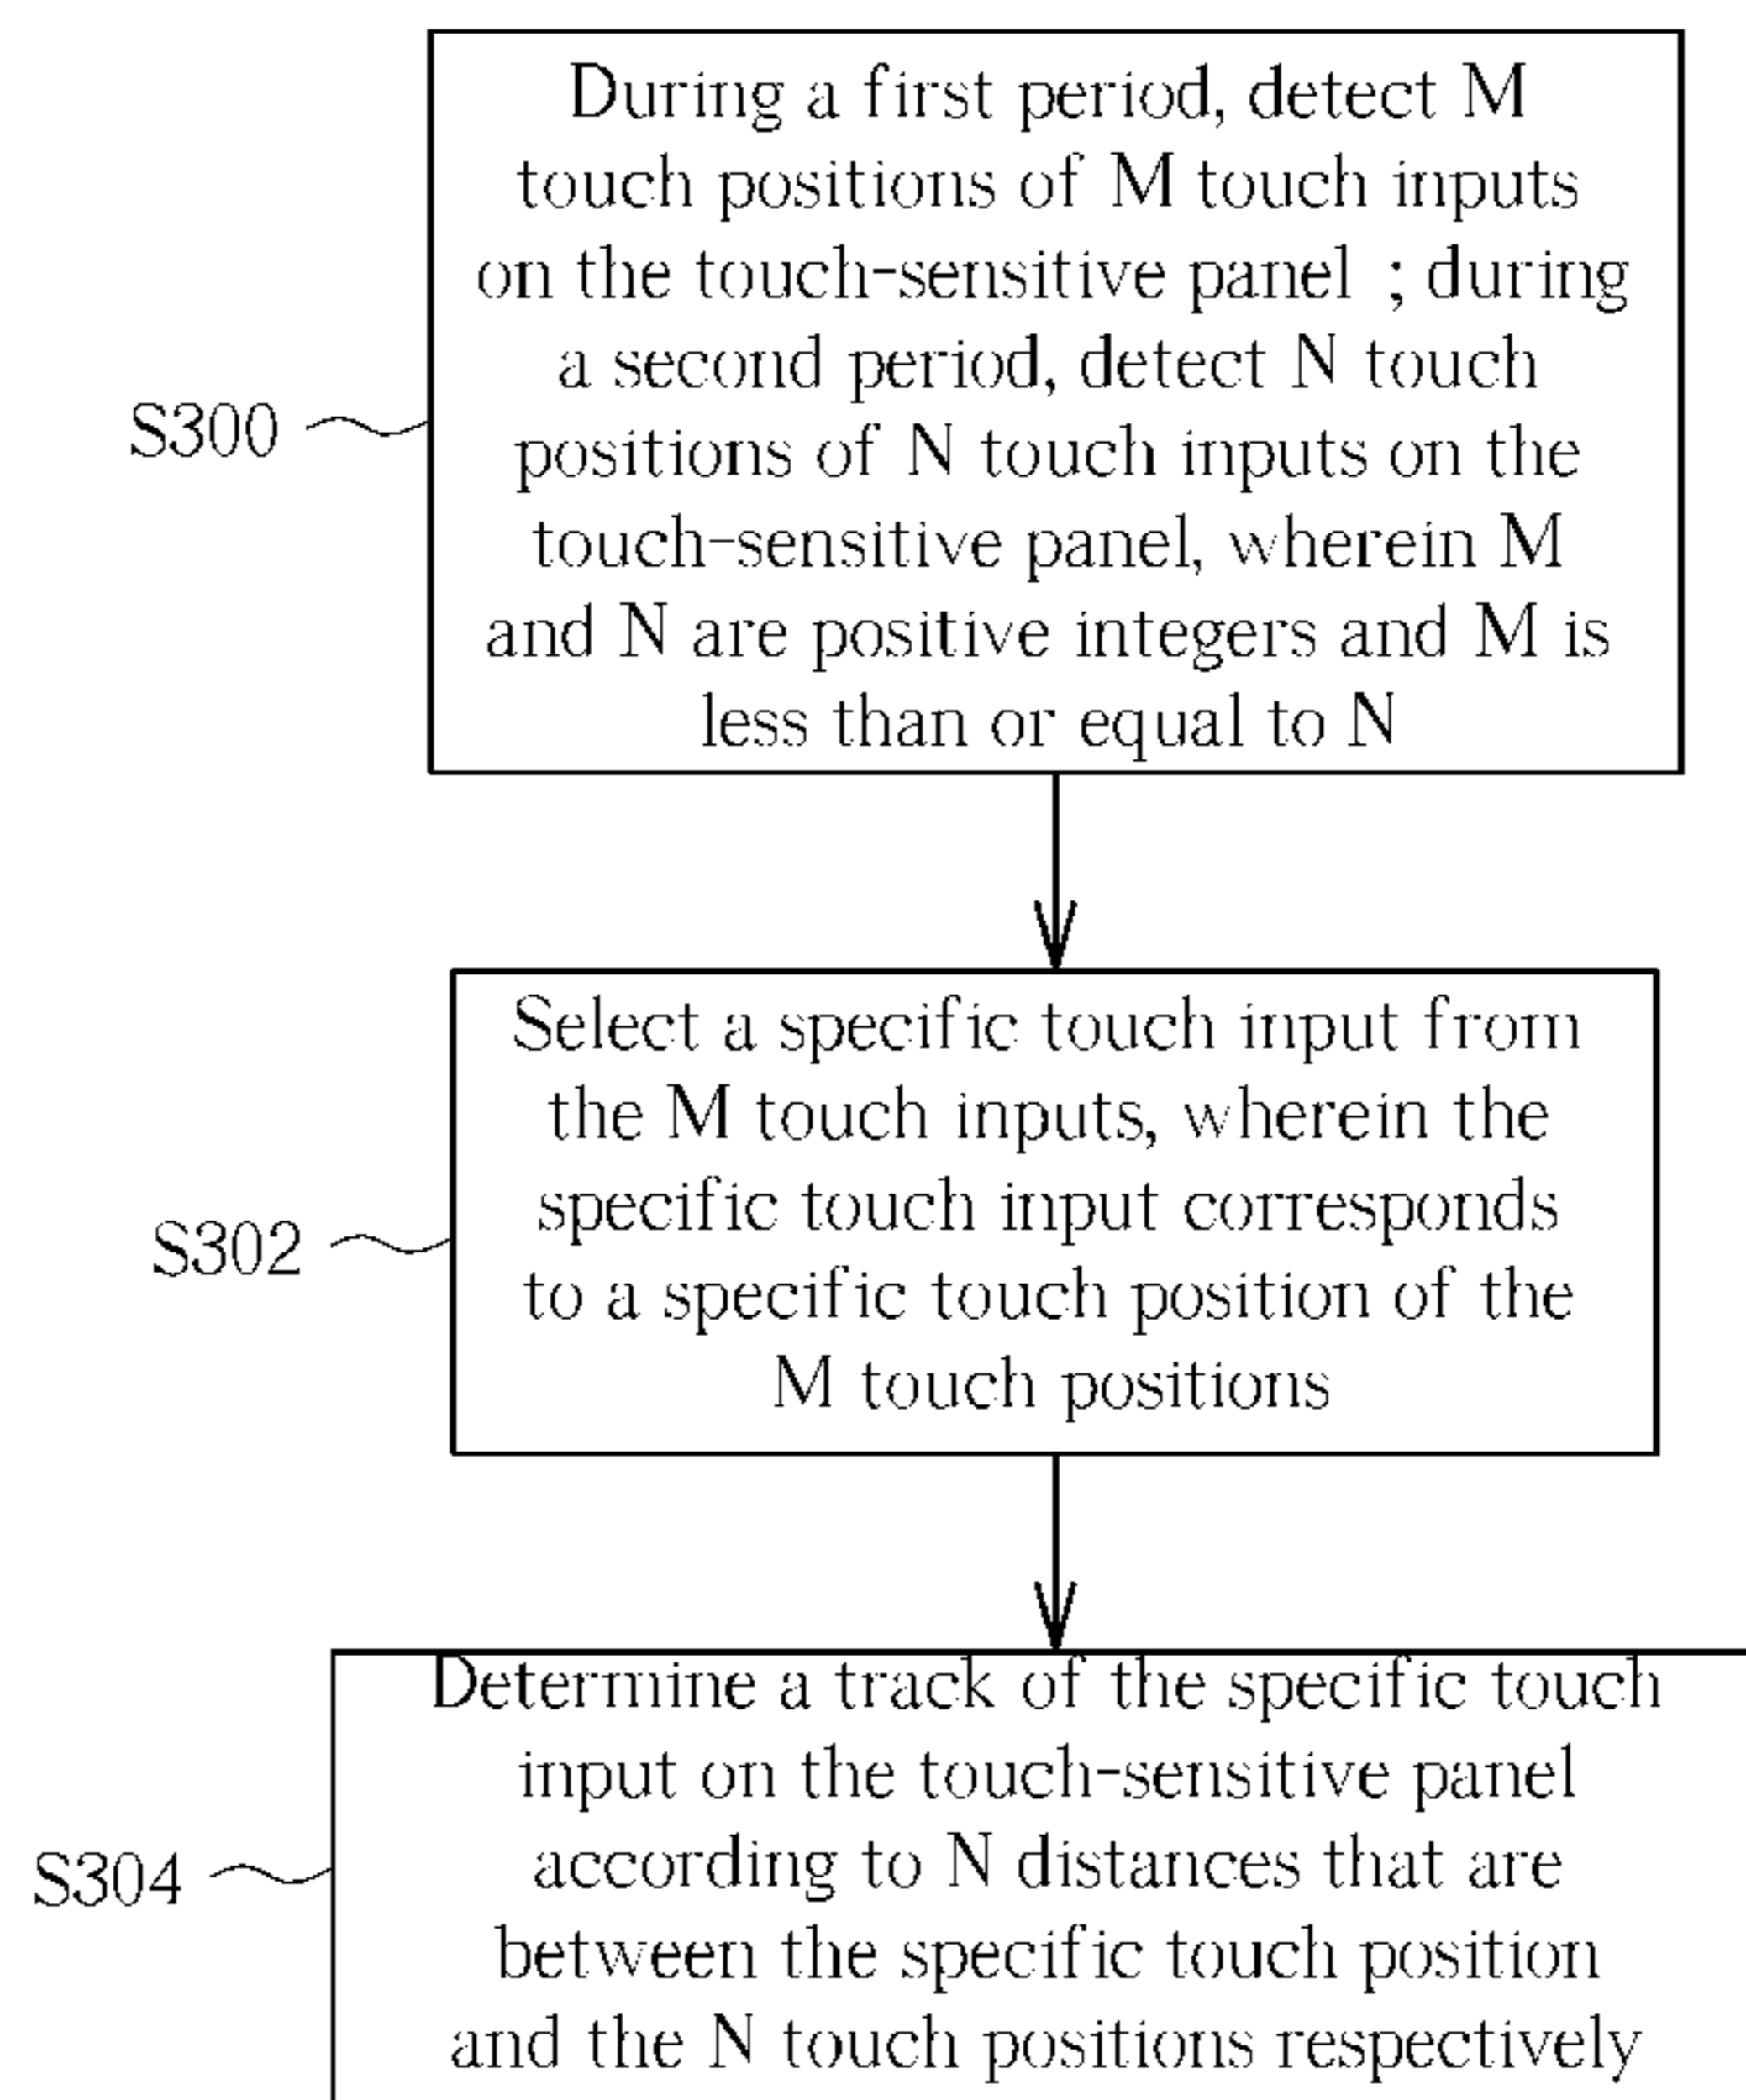 During a first period, detect M
touch positions of M touch inputs
on the touch-sensitive panel ; during
a second period, detect N touch
positions of N touch inputs on the
touch-sensitive panel, wherein M
and N are positive integers and M is
less than or equal to N
S300
Select a specific touch input from
the M touch inputs, wherein the
specific touch input corresponds
to a specific touch position of the
M touch positions
S302
Determine a track of the specific touch
input on the touch-sensitive panel
according to N distances that are
between the specific touch position
and the N touch positions respectively
S304